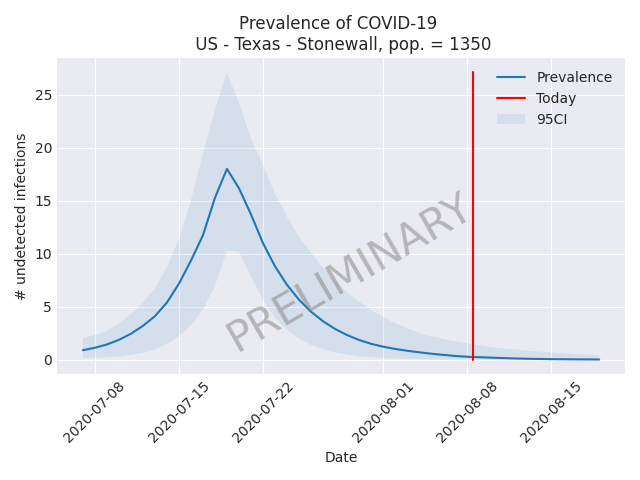 Prevalence of COVID-19
US - Texas - Stonewall, pop. = 1350
# undetected infections
25
20
15
10
5
0
Prevalence
Today
95CI
PRELIMINARY
2020-07-08
2020-07-15
2020-07-22
2020-08-01
2020-08-08
2020-08-15
Date